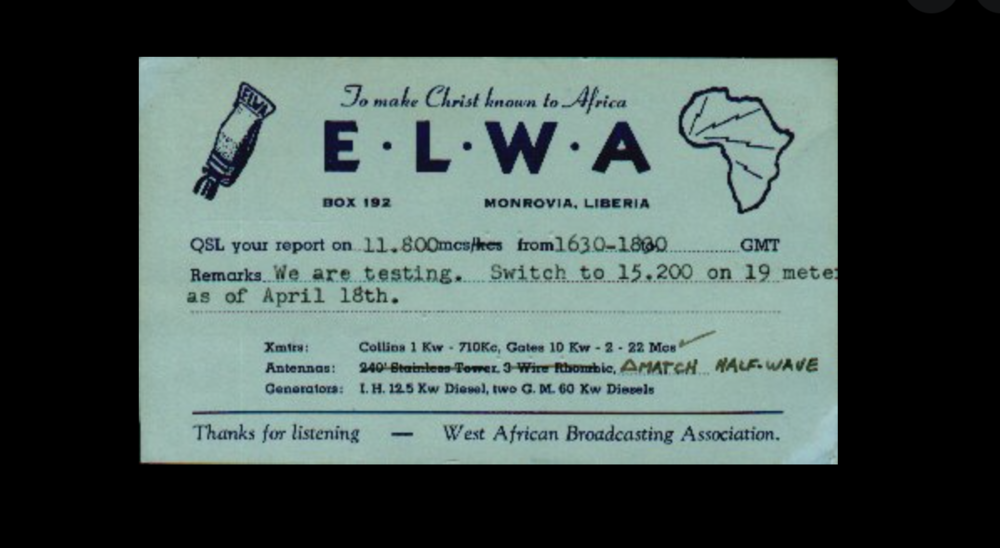 ELWA
To make Christ known to Africa
E·L·W·A
BOX 192 MONROVIA, LIBERIA
QSL your report on 11.800mcs/kcs from 1630-1800 GMT
Remarks We are testing. Switch to 15.200 on 19 meter
as of April 18th.
Xmtrs: Collins 1 Kw - 710Kc, Gates 10 Kw - 2 - 22 Mcs
Antennas: 240' Stainless Tower, 3 Wire Rhombic, ΔMATCH HALF-WAVE
Generators: I. H. 12.5 Kw Diesel, two G. M. 60 Kw Diesels
Thanks for listening — West African Broadcasting Association.